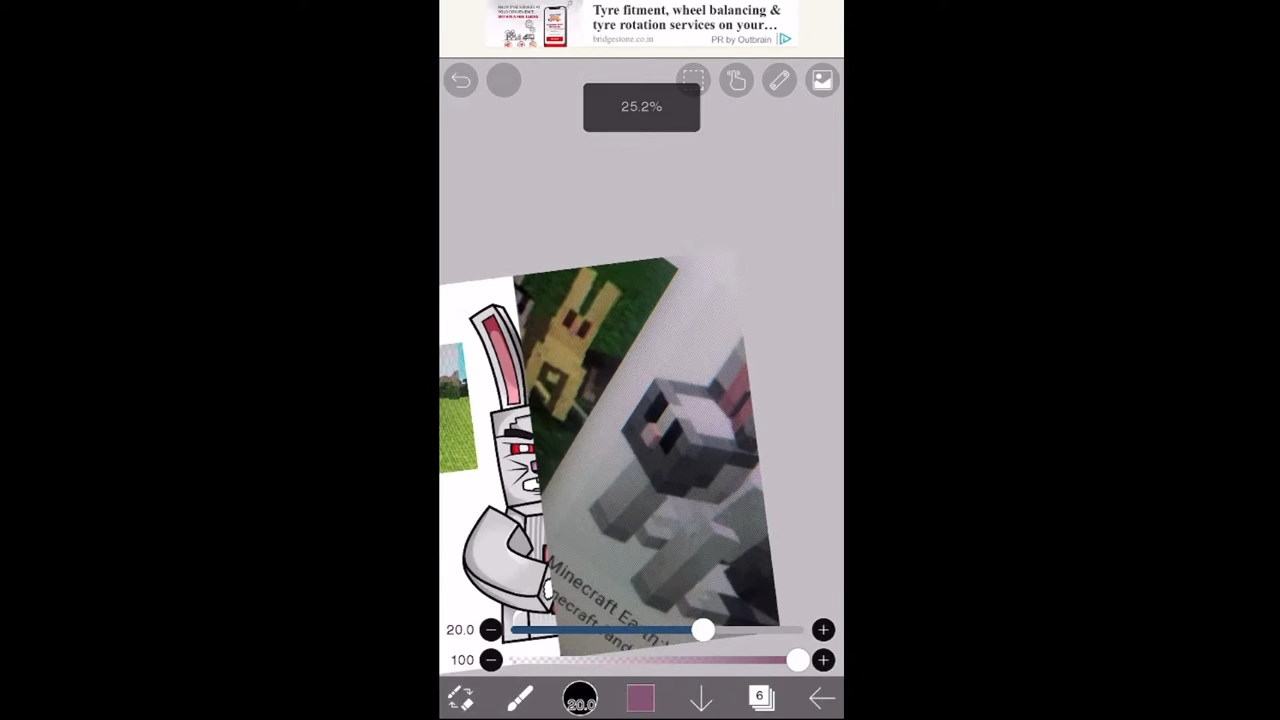 Tyre fitment, wheel balancing &
tyre rotation services on your…
bridgestone.co.in
PR by Outbrain
25.2%
Minecraft Earth
20.0
100
20.0
6